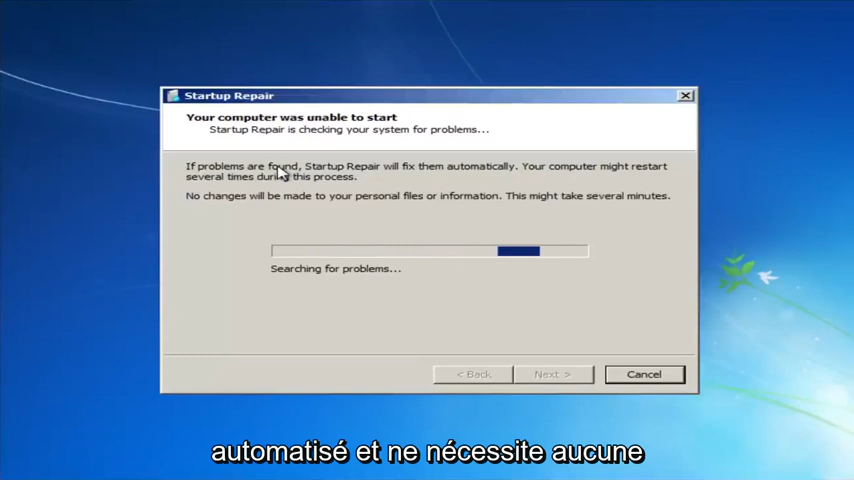 Startup Repair
Your computer was unable to start
Startup Repair is checking your system for problems...
If problems are found, Startup Repair will fix them automatically. Your computer might restart
several times during this process.
No changes will be made to your personal files or information. This might take several minutes.
Searching for problems...
< Back
Next >
Cancel
automatisé et ne nécessite aucune